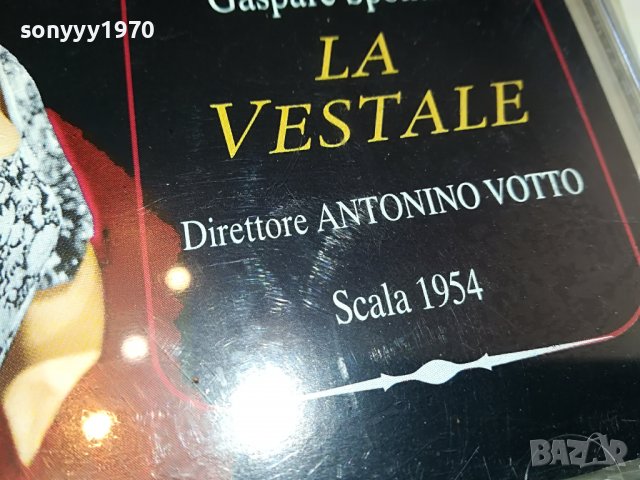 sonyyy1970
Gaspare
LA
VESTALE
Direttore ANTONINO VOTTO
Scala 1954
BAZAR